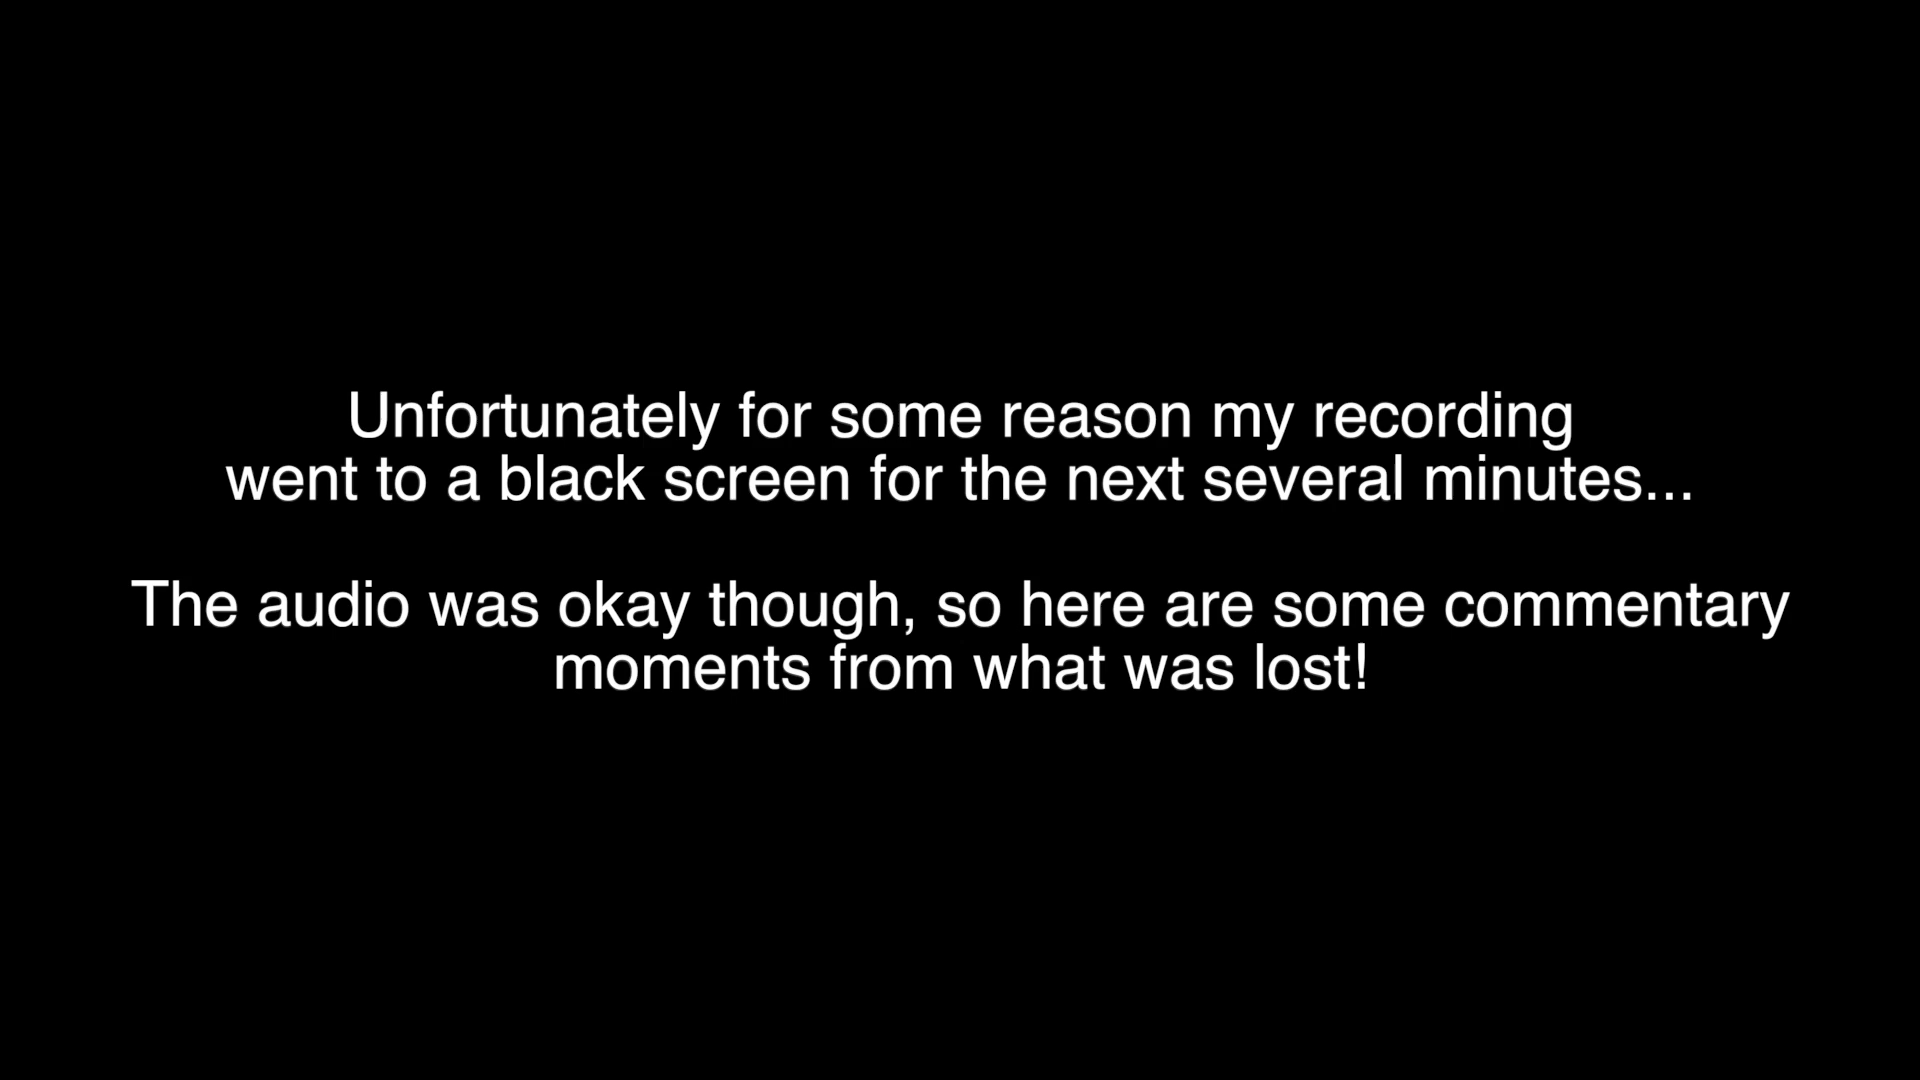 Unfortunately for some reason my recording
went to a black screen for the next several minutes...
The audio was okay though, so here are some commentary
moments from what was lost!